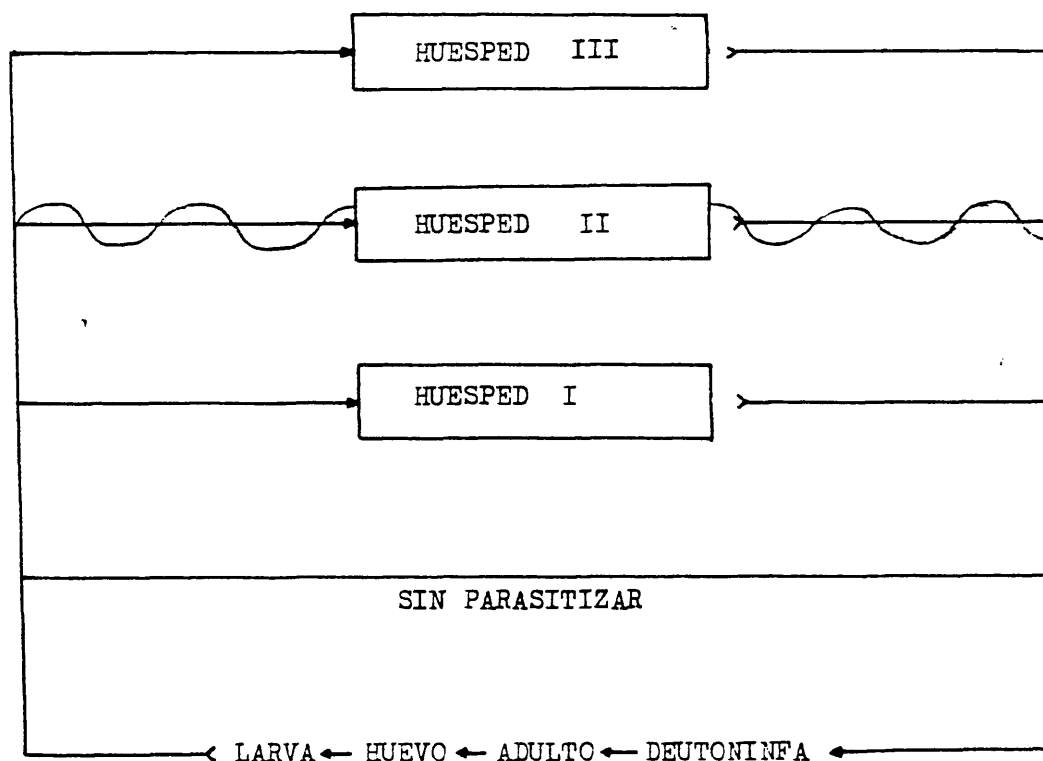 HUESPED III
HUESPED II
HUESPED I
SIN PARASITIZAR
LARVA ← HUEVO ← ADULTO ← DEUTONINFA